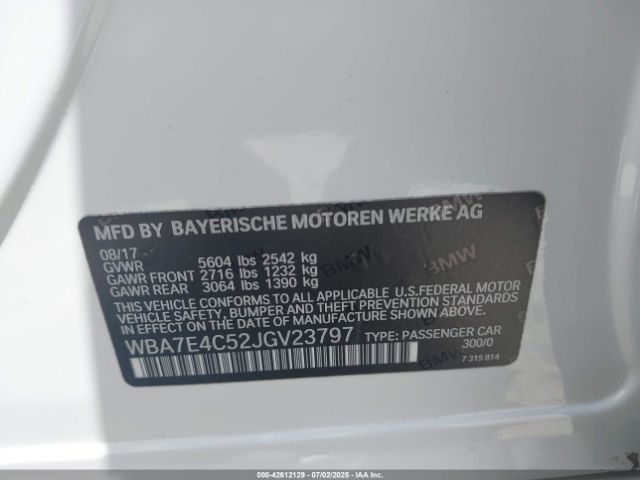 MFD BY BAYERISCHE MOTOREN WERKE AG
08/17
GVWR 5604 lbs 2542 kg
GAWR FRONT 2716 lbs 1232 kg
GAWR REAR 3064 lbs 1390 kg
THIS VEHICLE CONFORMS TO ALL APPLICABLE U.S.FEDERAL MOTOR
VEHICLE SAFETY, BUMPER AND THEFT PREVENTION STANDARDS
IN EFFECT ON THE DATE OF MANUFACTURE SHOWN ABOVE.
WBA7E4C52JGV23797 TYPE: PASSENGER CAR
300/0
7 315 814
000-42612129 - 07/02/2025 - IAAI.COM